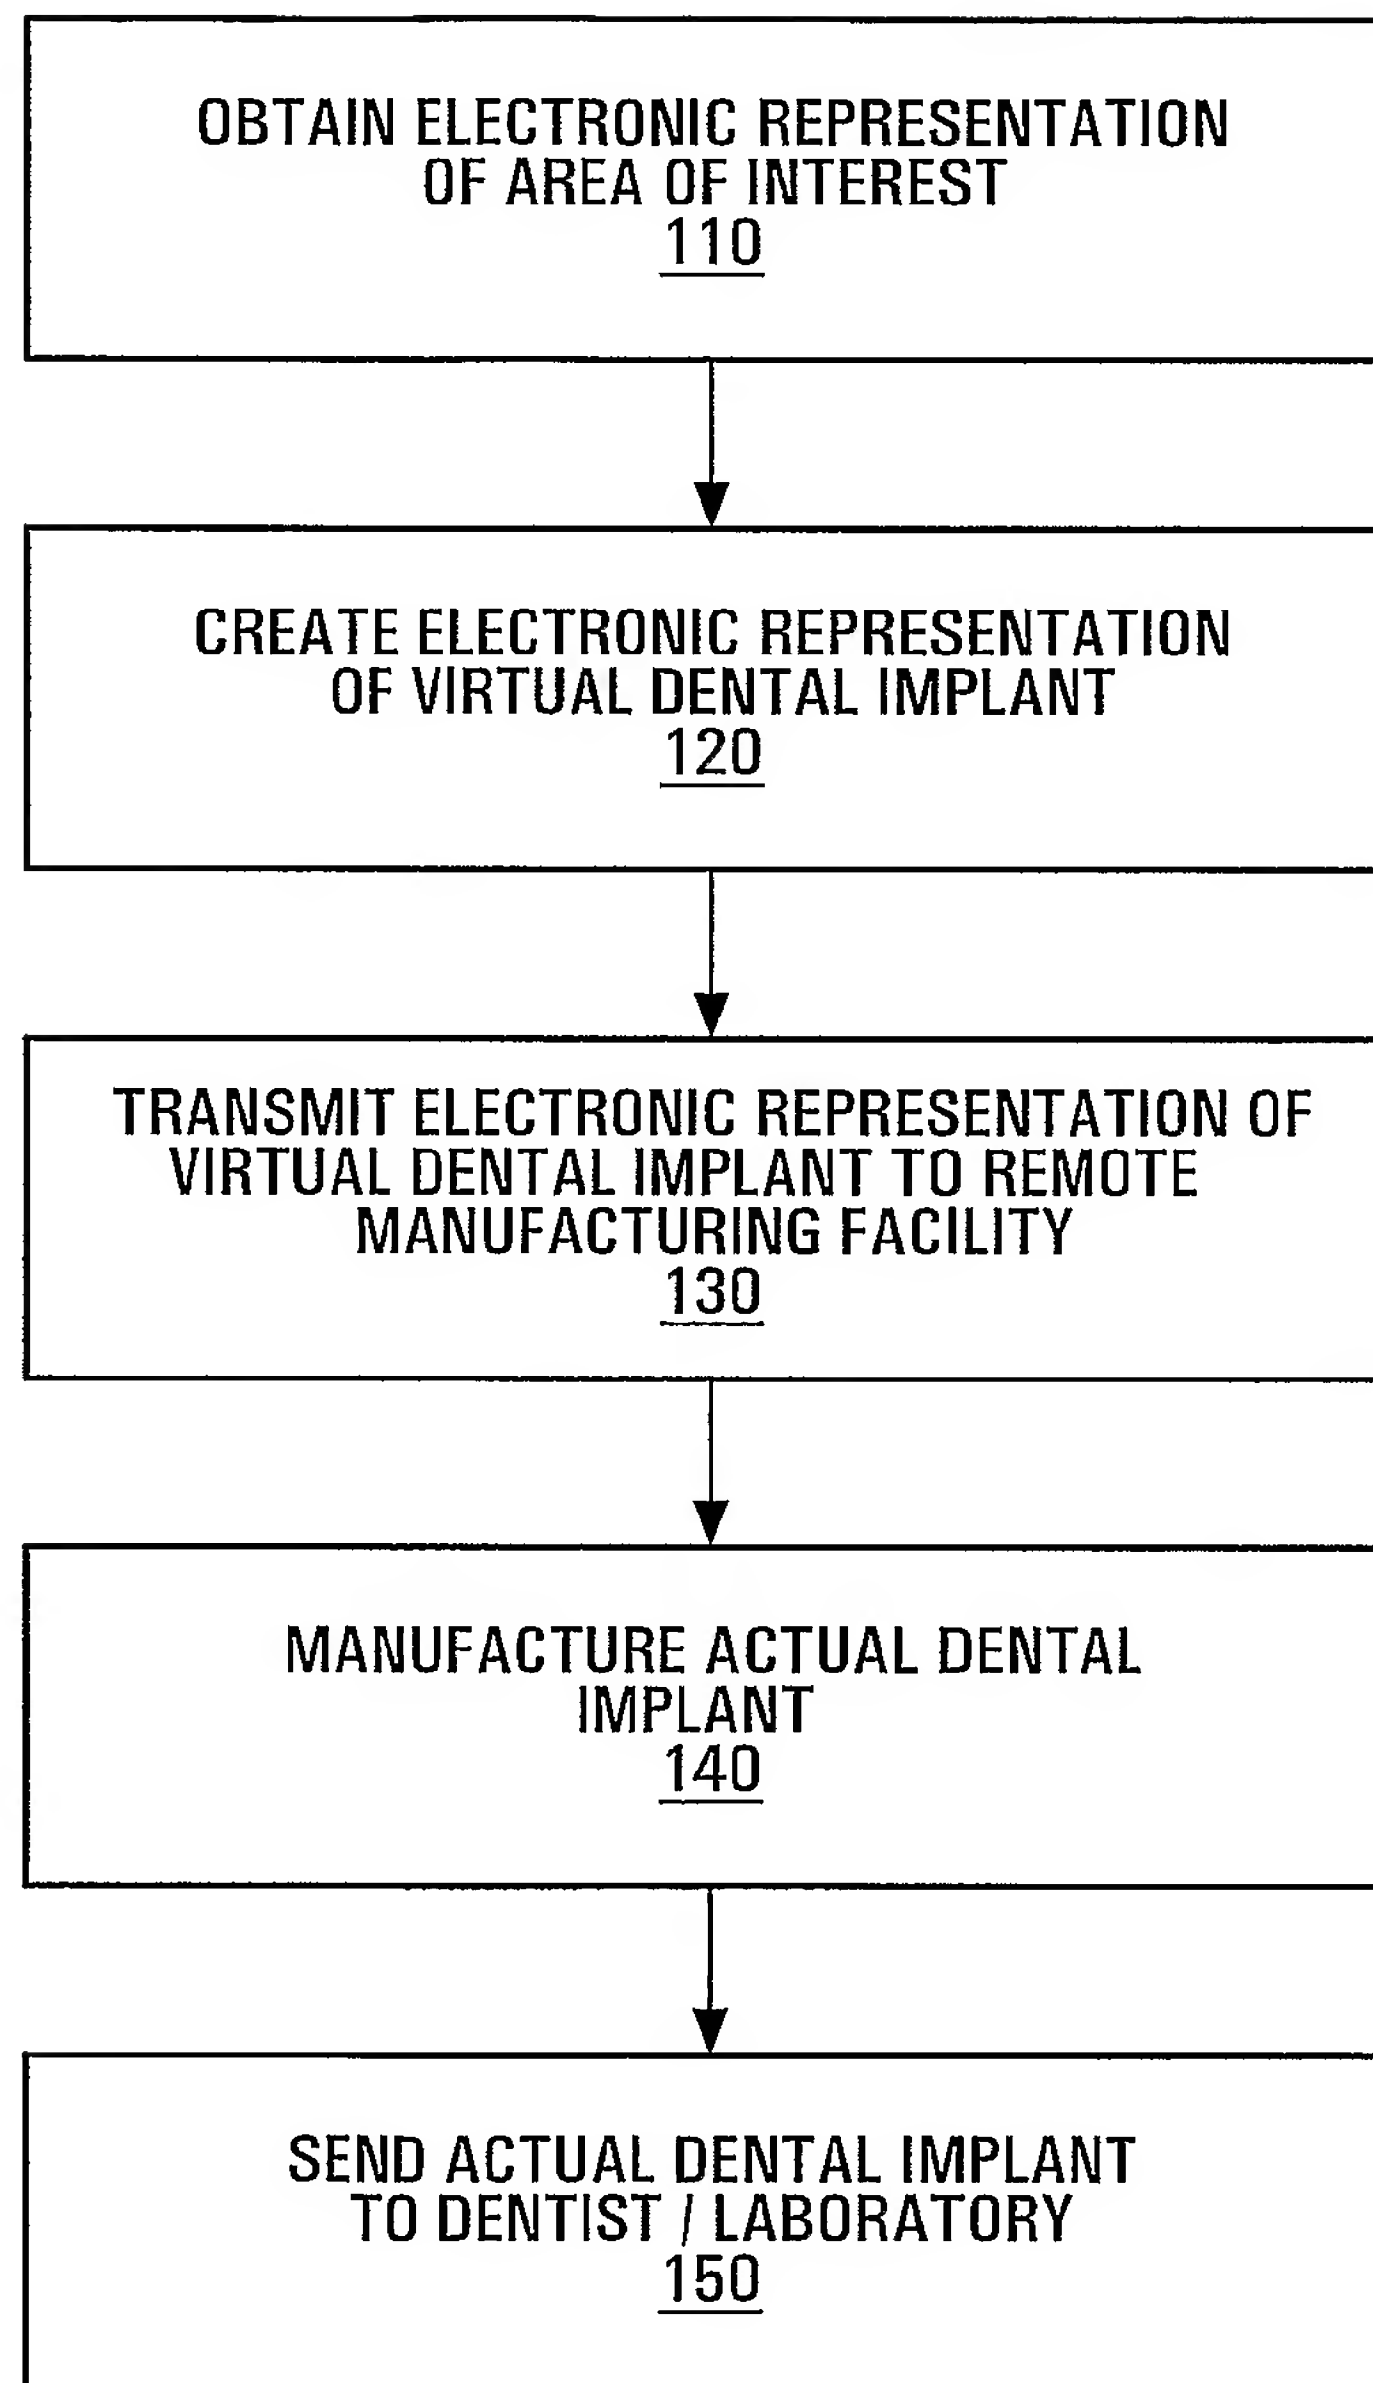 OBTAIN ELECTRONIC REPRESENTATION
OF AREA OF INTEREST
110
CREATE ELECTRONIC REPRESENTATION
OF VIRTUAL DENTAL IMPLANT
120
TRANSMIT ELECTRONIC REPRESENTATION OF
VIRTUAL DENTAL IMPLANT TO REMOTE
MANUFACTURING FACILITY
130
MANUFACTURE ACTUAL DENTAL
IMPLANT
140
SEND ACTUAL DENTAL IMPLANT
TO DENTIST / LABORATORY
150